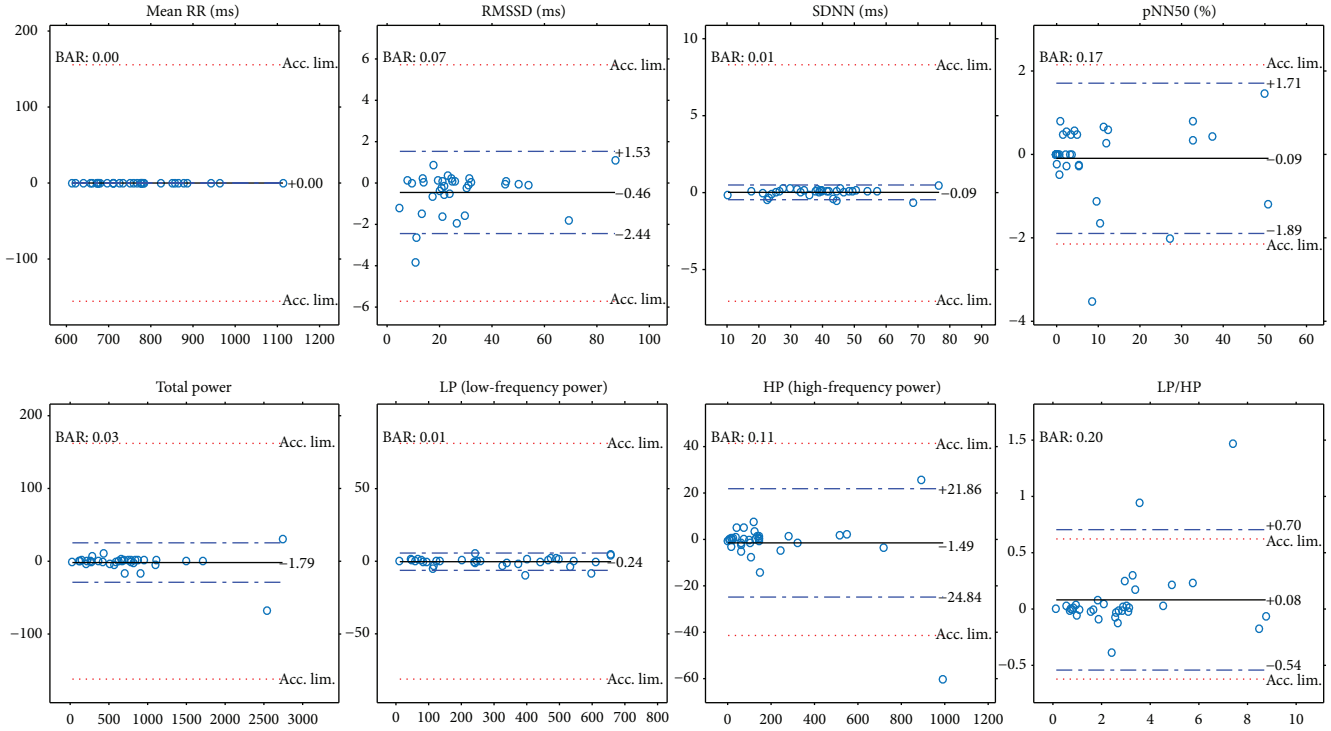 Mean RR (ms)
200
100
0
−100
BAR: 0.00
Acc. lim.
+0.00
Acc. lim.
600 700 800 900 1000 1100 1200
RMSSD (ms)
6
4
2
0
−2
−4
−6
BAR: 0.07
Acc. lim.
+1.53
−0.46
−2.44
Acc. lim.
0 20 40 60 80 100
SDNN (ms)
10
5
0
−5
BAR: 0.01
Acc. lim.
−0.09
Acc. lim.
10 20 30 40 50 60 70 80 90
pNN50 (%)
2
0
−2
−4
BAR: 0.17
Acc. lim.
+1.71
−0.09
−1.89
Acc. lim.
0 10 20 30 40 50 60
Total power
200
100
0
−100
BAR: 0.03
Acc. lim.
−1.79
Acc. lim.
0 500 1000 1500 2000 2500 3000
LP (low-frequency power)
50
0
−50
BAR: 0.01
Acc. lim.
−0.24
Acc. lim.
0 100 200 300 400 500 600 700 800
HP (high-frequency power)
40
20
0
−20
−40
−60
BAR: 0.11
Acc. lim.
+21.86
−1.49
−24.84
Acc. lim.
0 200 400 600 800 1000 1200
LP/HP
1.5
1
0.5
0
−0.5
BAR: 0.20
+0.70
Acc. lim.
+0.08
−0.54
Acc. lim.
0 2 4 6 8 10